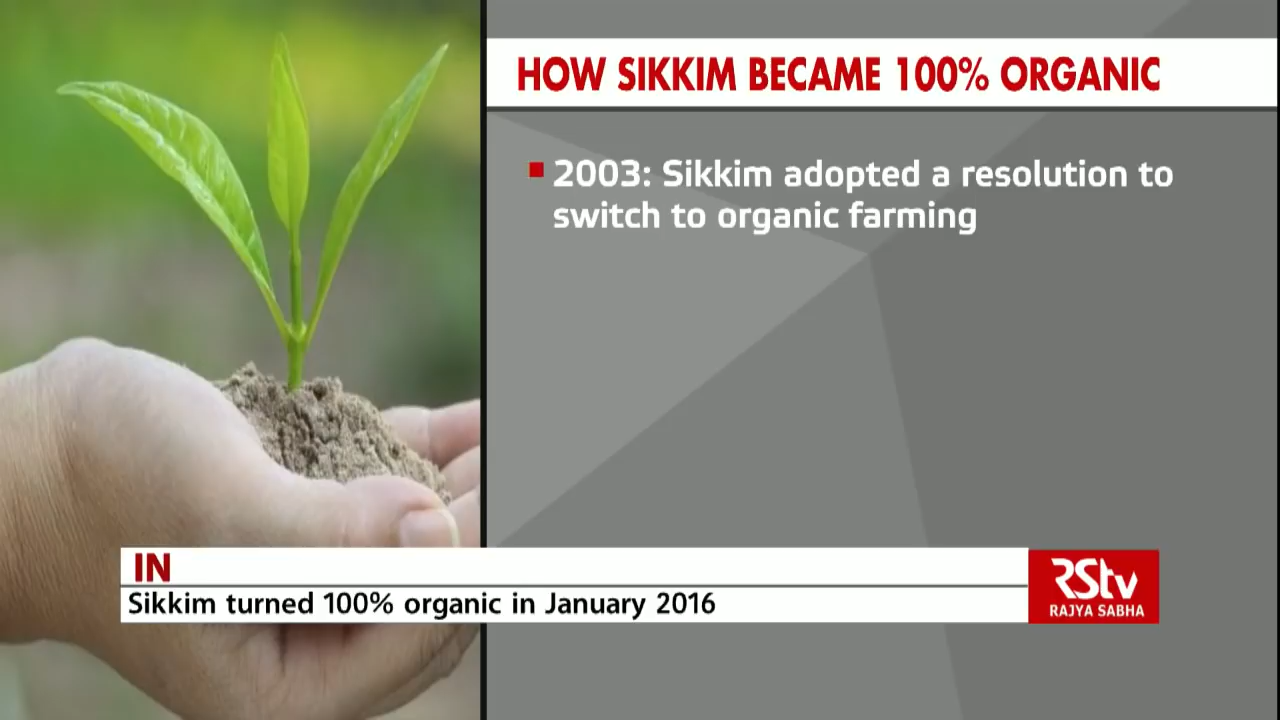 HOW SIKKIM BECAME 100% ORGANIC
2003: Sikkim adopted a resolution to
switch to organic farming
IN
Sikkim turned 100% organic in January 2016
RStv
RAJYA SABHA